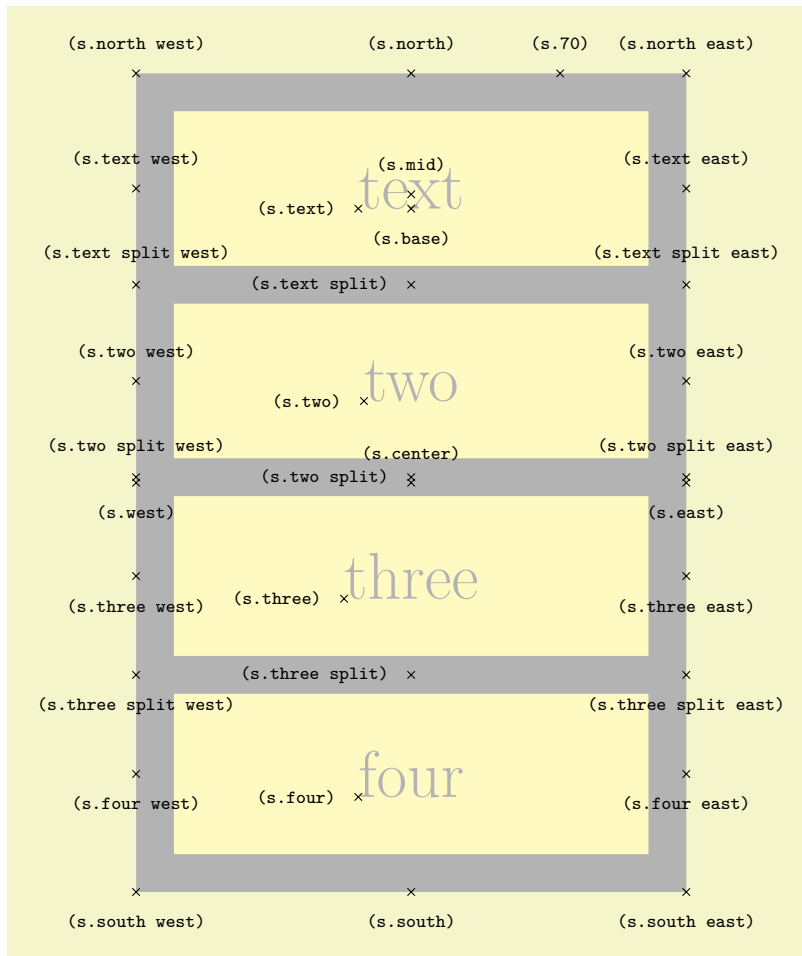 (s.north west) (s.north) (s.70) (s.north east)
(s.text west) (s.mid) (s.text east)
text
(s.text)
(s.base)
(s.text split west) (s.text split east)
(s.text split)
(s.two west) (s.two east)
two
(s.two)
(s.two split west) (s.center) (s.two split east)
(s.two split)
(s.west) (s.east)
three
(s.three west) (s.three) (s.three east)
(s.three split)
(s.three split west) (s.three split east)
four
(s.four west) (s.four) (s.four east)
(s.south west) (s.south) (s.south east)